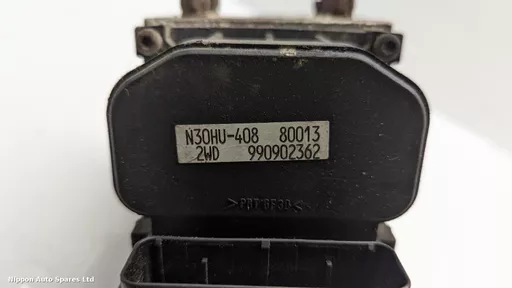 N30HU-408 80013
2WD 990902362
>PBT GF30<
Nippon Auto Spares Ltd